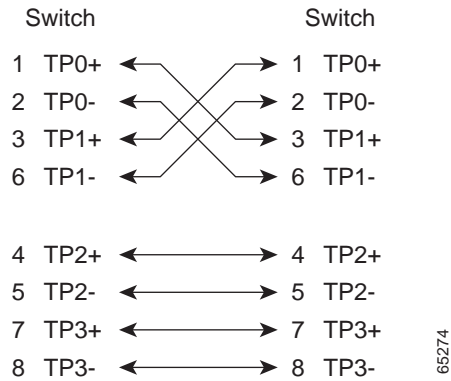 Switch Switch
1 TP0+ 1 TP0+
2 TP0- 2 TP0-
3 TP1+ 3 TP1+
6 TP1- 6 TP1-
4 TP2+ 4 TP2+
5 TP2- 5 TP2-
7 TP3+ 7 TP3+
8 TP3- 8 TP3-
65274